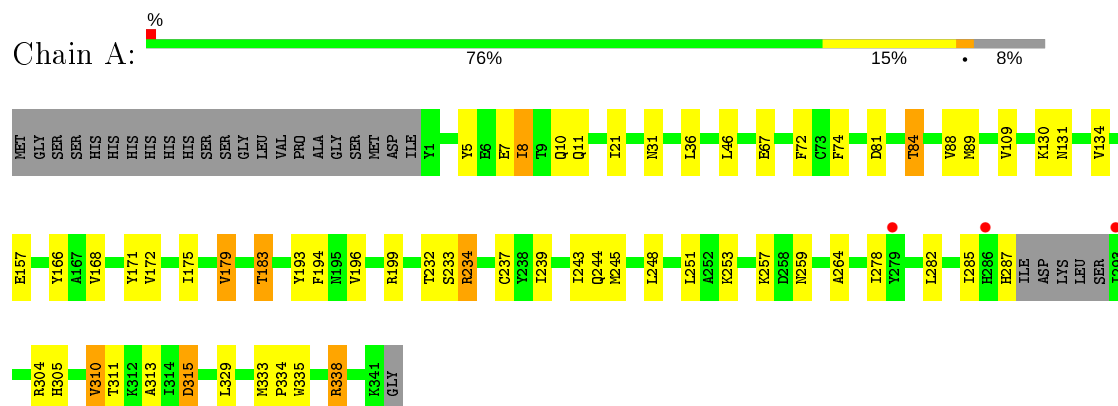 %
Chain A:
76% 15% • 8%
MET GLY SER SER HIS HIS HIS HIS HIS HIS SER SER GLY LEU VAL PRO ALA GLY SER MET ASP ILE Y1 Y5 E6 E7 I8 T9 Q10 Q11 I21 N31 L36 L46 E67 F72 C73 F74 D81 T84 V88 M89 V109 K130 N131 V134
E157 Y166 A167 V168 Y171 V172 I175 V179 T183 Y193 F194 N195 V196 R199 T232 S233 R234 C237 Y238 I239 I243 Q244 M245 L248 L251 A252 K253 K257 D258 N259 A264 I278 Y279 L282 I285 H286 H287 ILE ASP LYS LEU SER I293
R304 H305 V310 T311 K312 A313 I314 D315 L329 M333 P334 W335 R338 K341 GLY